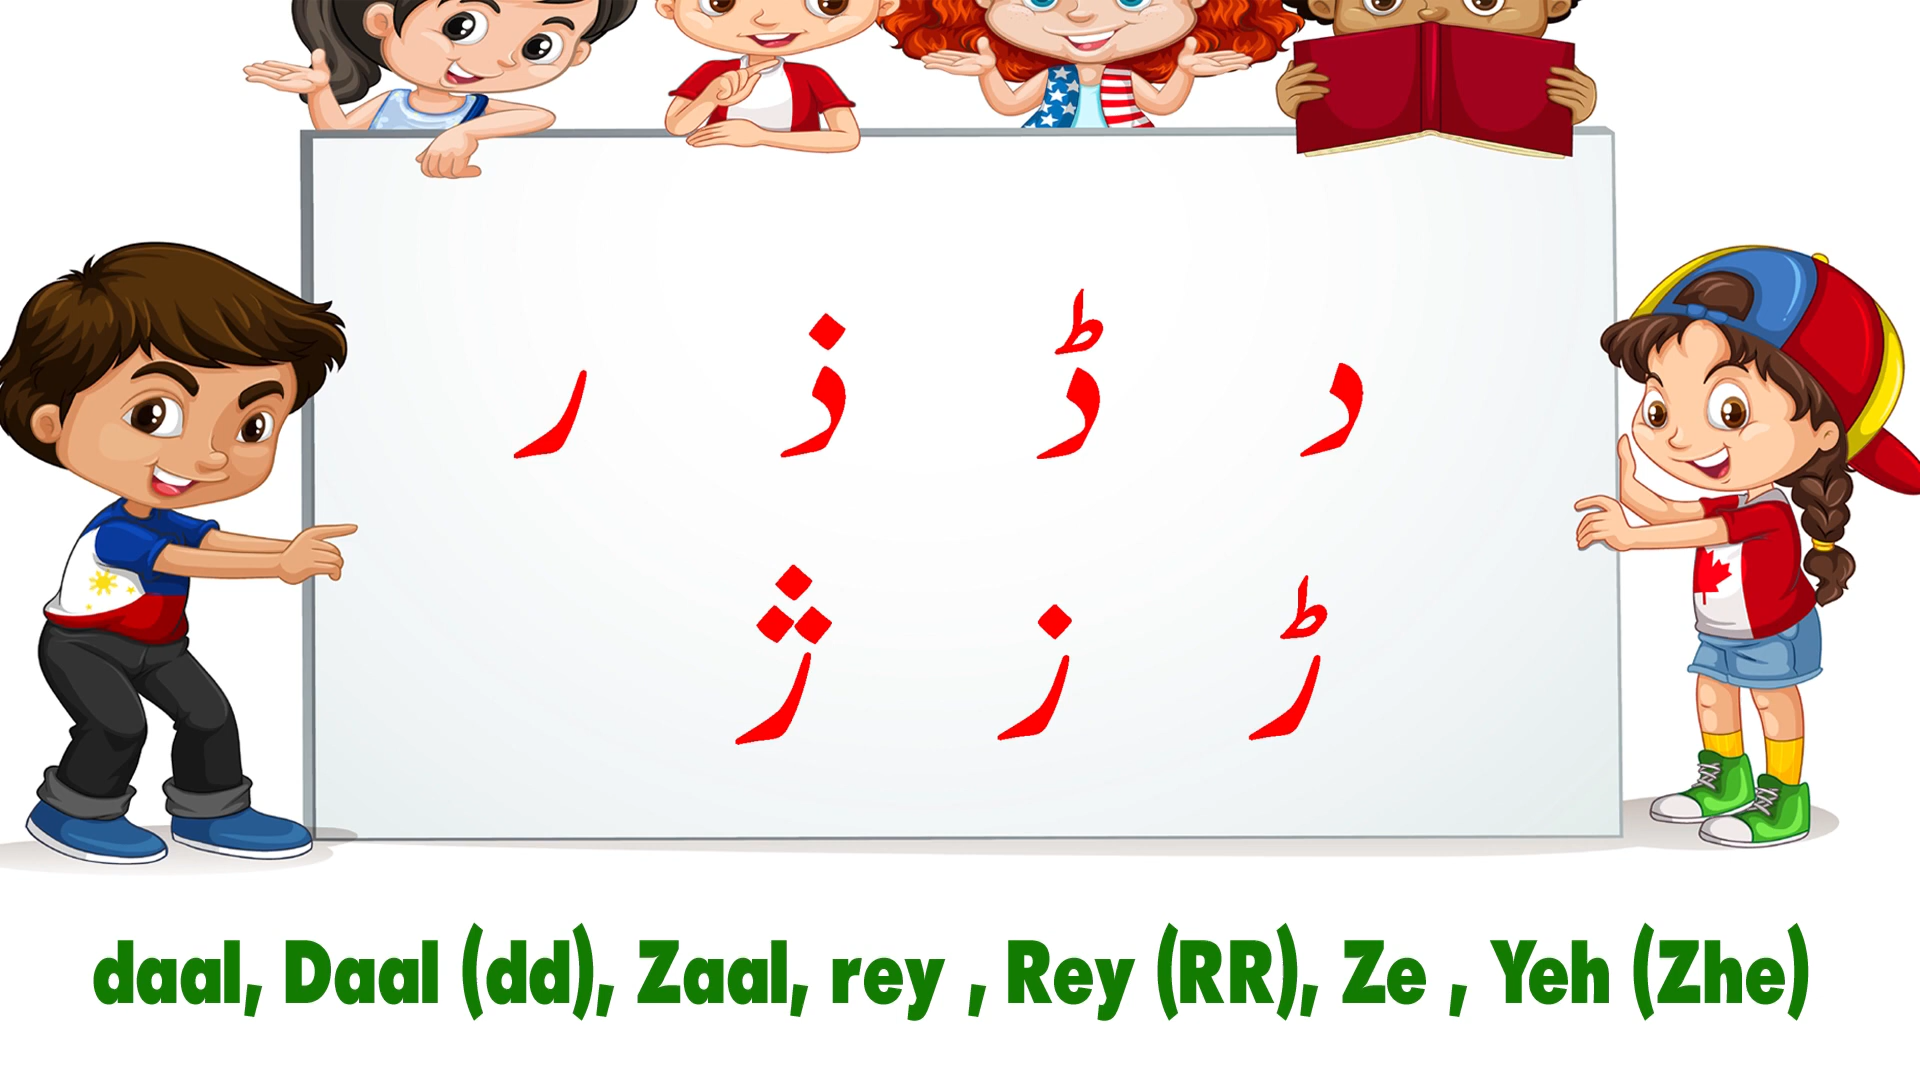 د ڈ ذ ر
ڑ ز ژ
daal, Daal (dd), Zaal, rey , Rey (RR), Ze , Yeh (Zhe)